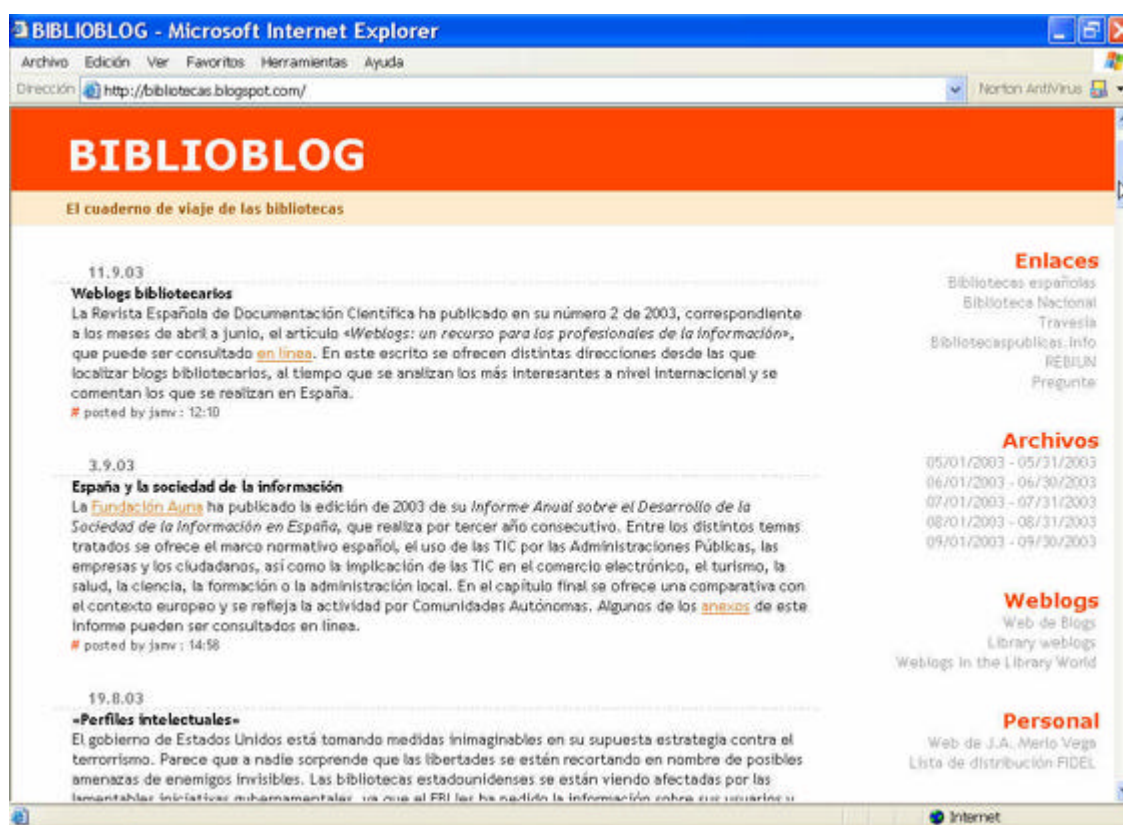 BIBLIOBLOG - Microsoft Internet Explorer
Archivo Edición Ver Favoritos Herramientas Ayuda
Dirección http://bibliotecas.blogspot.com/ Norton AntiVirus
BIBLIOBLOG
El cuaderno de viaje de las bibliotecas
11.9.03
Weblogs bibliotecarios
La Revista Española de Documentación Científica ha publicado en su número 2 de 2003, correspondiente
a los meses de abril a junio, el artículo «Weblogs: un recurso para los profesionales de la información»,
que puede ser consultado en línea. En este escrito se ofrecen distintas direcciones desde las que
localizar blogs bibliotecarios, al tiempo que se analizan los más interesantes a nivel internacional y se
comentan los que se realizan en España.
# posted by jamv : 12:10
3.9.03
España y la sociedad de la información
La Fundación Auna ha publicado la edición de 2003 de su Informe Anual sobre el Desarrollo de la
Sociedad de la Información en España, que realiza por tercer año consecutivo. Entre los distintos temas
tratados se ofrece el marco normativo español, el uso de las TIC por las Administraciones Públicas, las
empresas y los ciudadanos, así como la implicación de las TIC en el comercio electrónico, el turismo, la
salud, la ciencia, la formación o la administración local. En el capítulo final se ofrece una comparativa con
el contexto europeo y se refleja la actividad por Comunidades Autónomas. Algunos de los anexos de este
informe pueden ser consultados en línea.
# posted by jamv : 14:58
19.8.03
«Perfiles intelectuales»
El gobierno de Estados Unidos está tomando medidas inimaginables en su supuesta estrategia contra el
terrorrismo. Parece que a nadie sorprende que las libertades se estén recortando en nombre de posibles
amenazas de enemigos invisibles. Las bibliotecas estadounidenses se están viendo afectadas por las
lamentables iniciativas gubernamentales, ya que el FBI les ha pedido la información sobre sus usuarios y
Enlaces
Bibliotecas españolas
Biblioteca Nacional
Travesía
Bibliotecaspublicas.info
REBIUN
Pregunte
Archivos
05/01/2003 - 05/31/2003
06/01/2003 - 06/30/2003
07/01/2003 - 07/31/2003
08/01/2003 - 08/31/2003
09/01/2003 - 09/30/2003
Weblogs
Web de Blogs
Library weblogs
Weblogs in the Library World
Personal
Web de J.A. Merlo Vega
Lista de distribución FIDEL
Internet